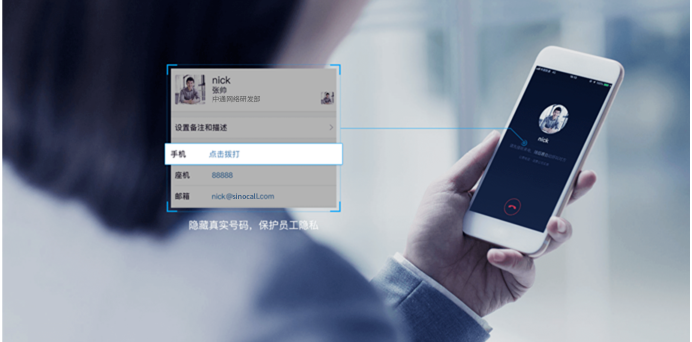 nick
张帅
中通网络研发部
设置备注和描述
手机 点击拨打
座机 88888
邮箱 nick@sinocall.com
隐藏真实号码，保护员工隐私
nick